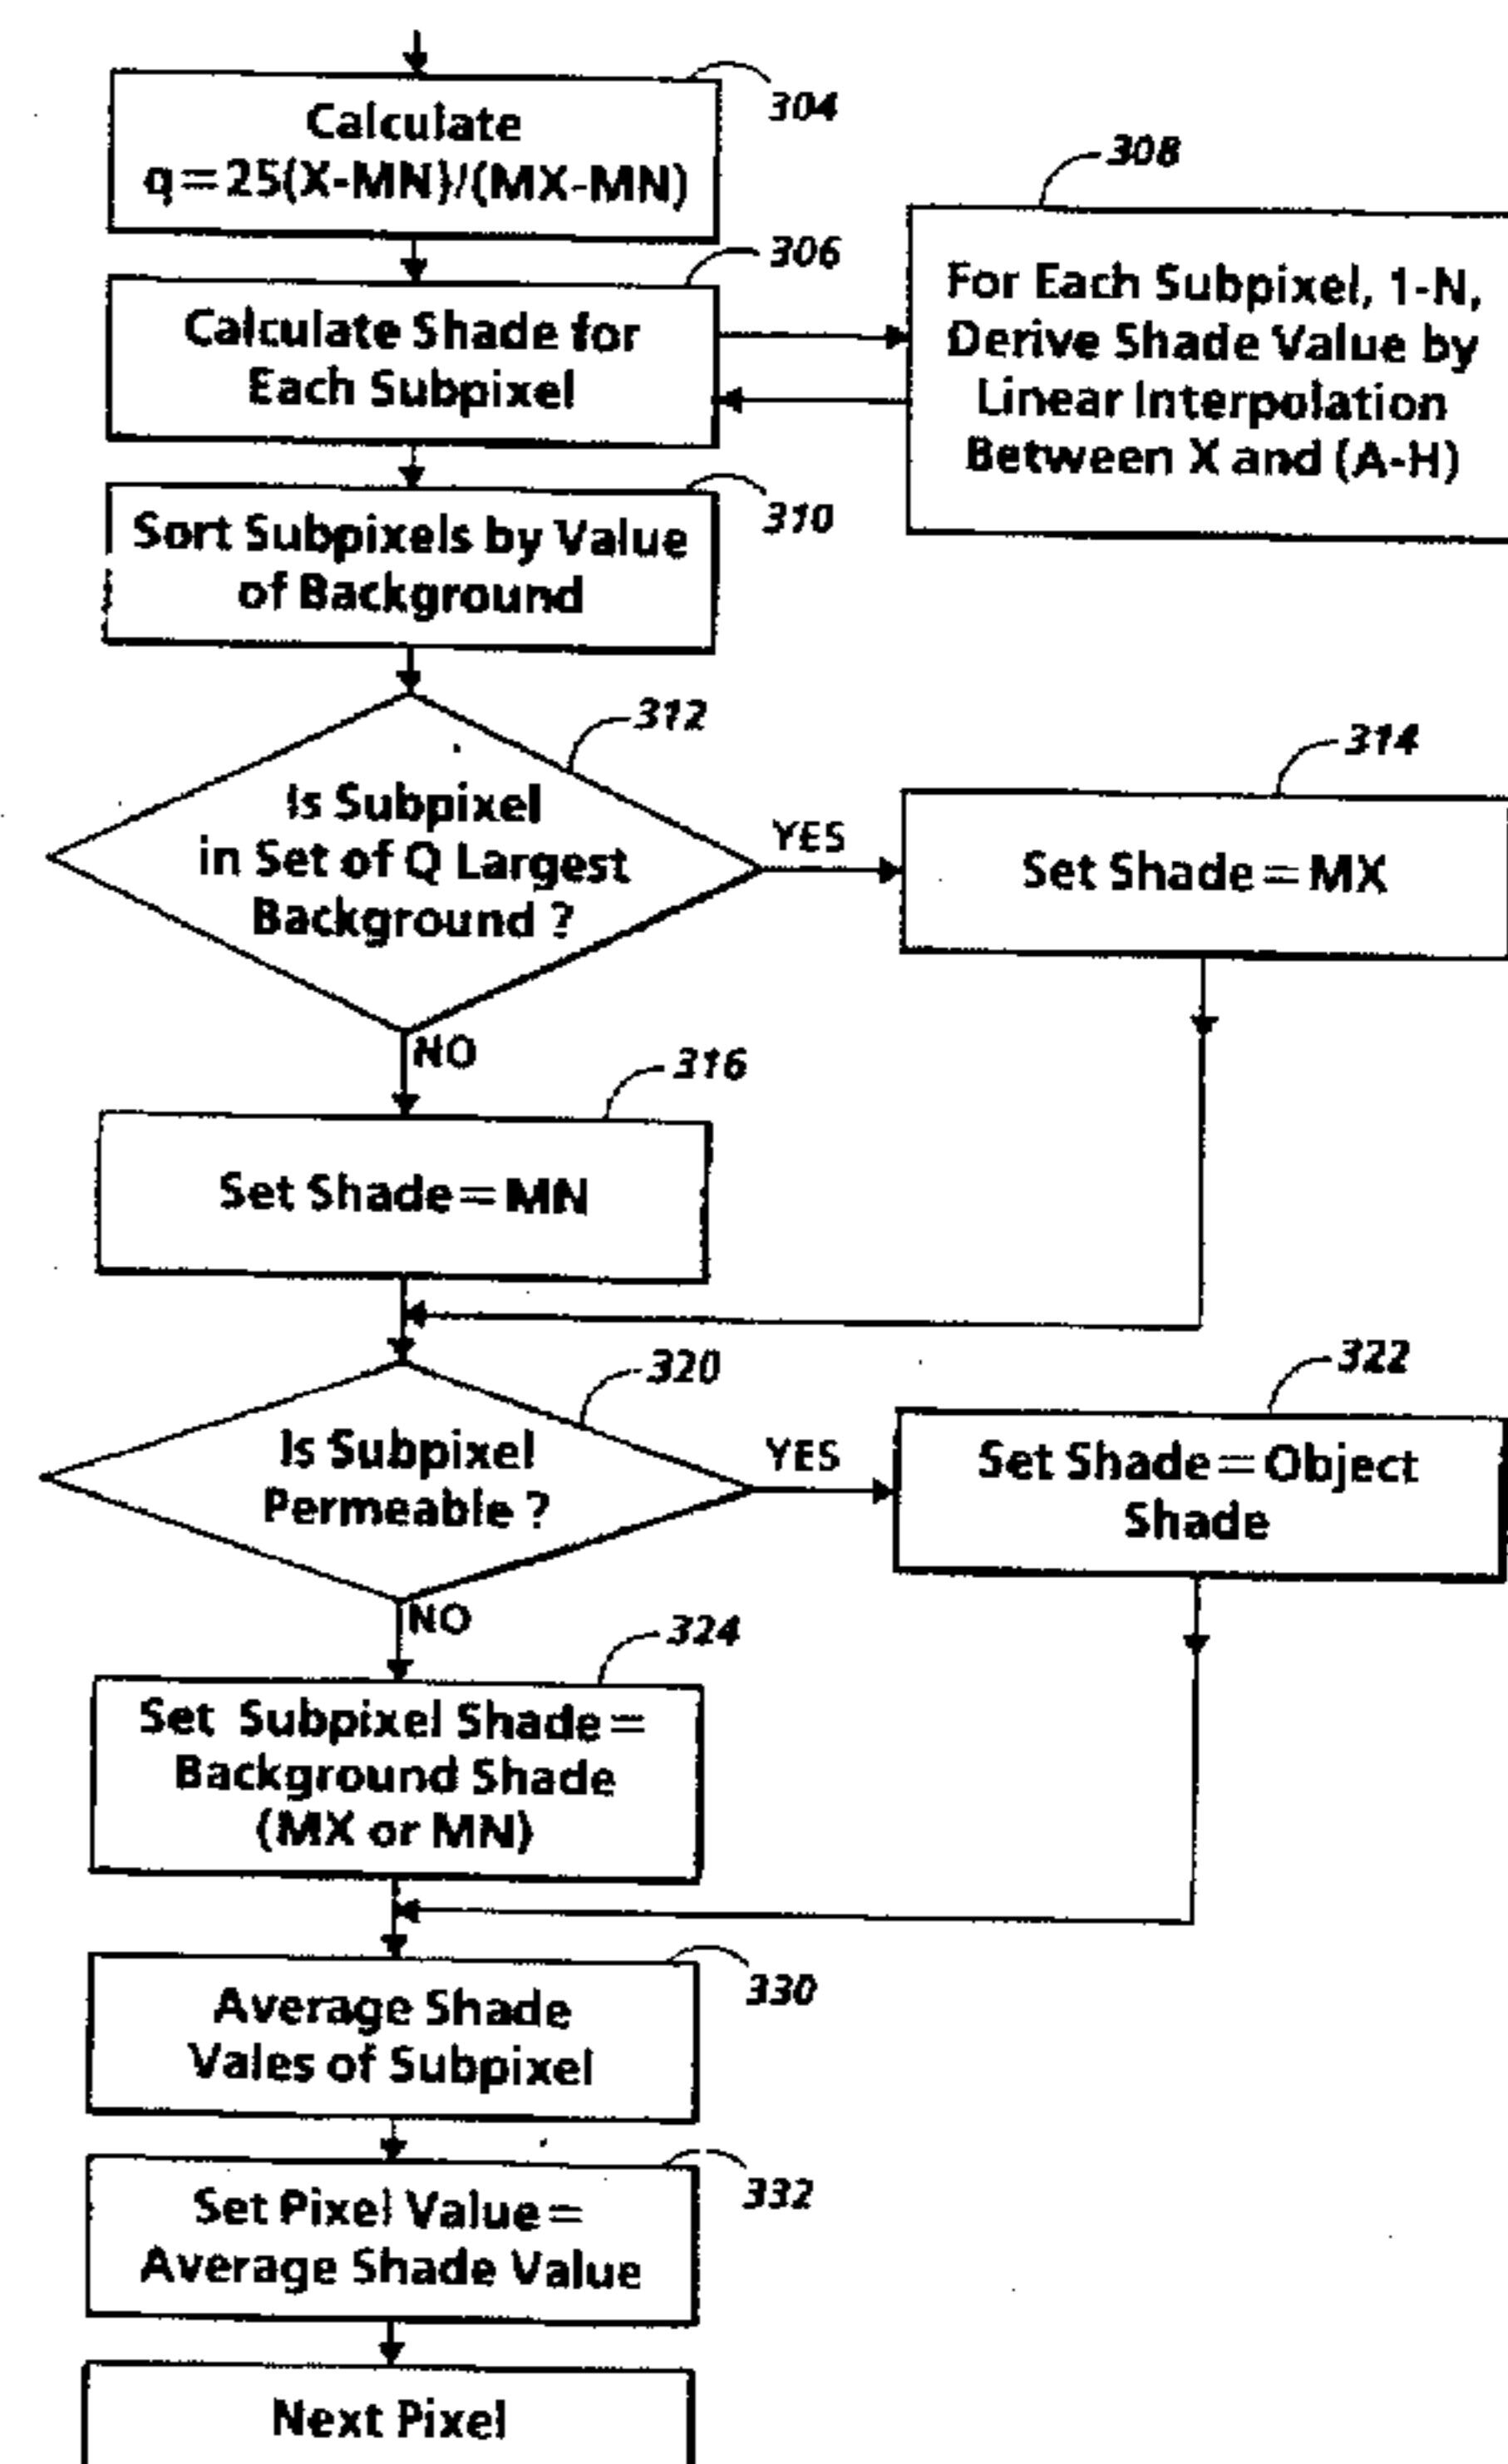 304
Calculate
q=25(X-MN)/(MX-MN)
306
308
Calculate Shade for
Each Subpixel
For Each Subpixel, 1-N,
Derive Shade Value by
Linear Interpolation
Between X and (A-H)
310
Sort Subpixels by Value
of Background
312
Is Subpixel
in Set of Q Largest
Background ?
YES
314
Set Shade=MX
NO
316
Set Shade=MN
320
Is Subpixel
Permeable ?
YES
322
Set Shade=Object
Shade
NO
324
Set Subpixel Shade=
Background Shade
(MX or MN)
330
Average Shade
Vales of Subpixel
332
Set Pixel Value=
Average Shade Value
Next Pixel